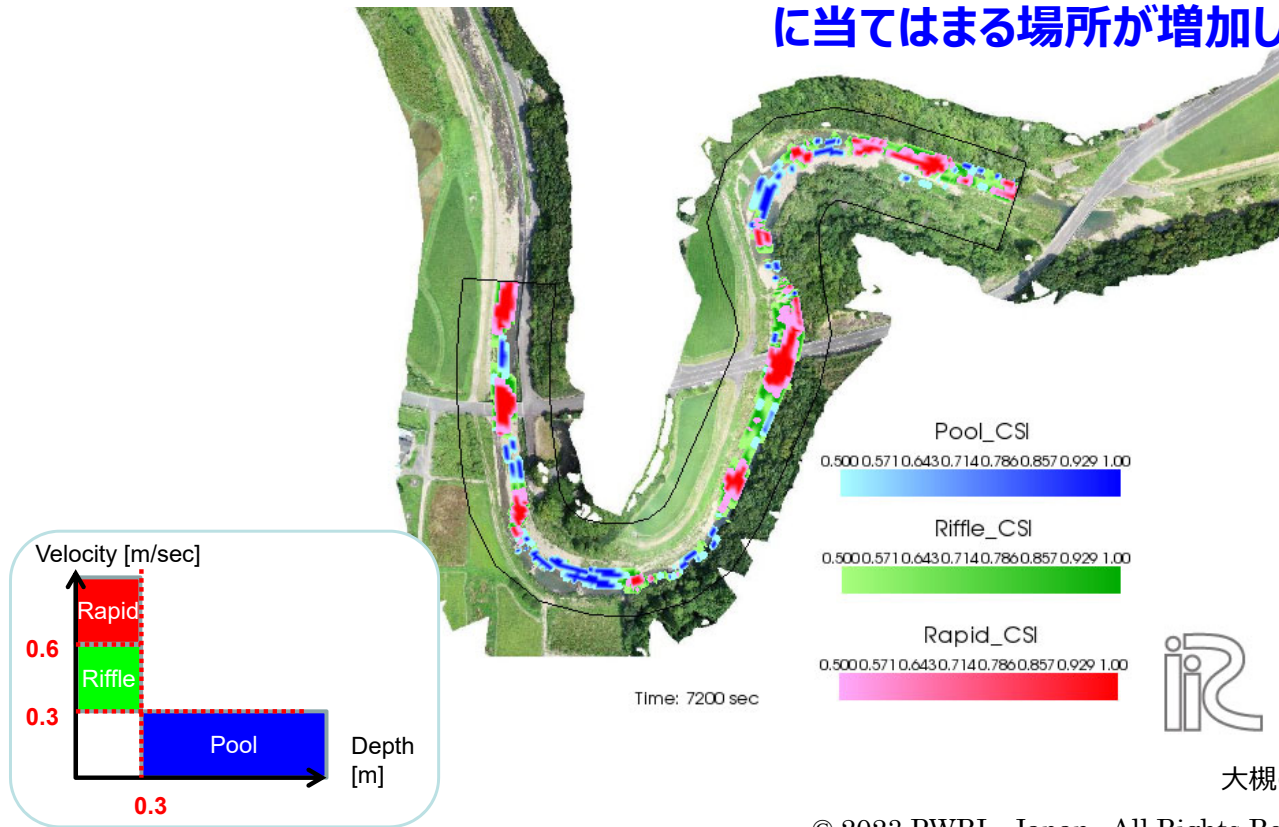 に当てはまる場所が増加し
Pool_CSI
0.500 0.571 0.643 0.714 0.786 0.857 0.929 1.00
Riffle_CSI
0.500 0.571 0.643 0.714 0.786 0.857 0.929 1.00
Rapid_CSI
0.500 0.571 0.643 0.714 0.786 0.857 0.929 1.00
Time: 7200 sec
iRIC
Velocity [m/sec]
Rapid
0.6
Riffle
0.3
Pool
Depth
[m]
0.3
大槻